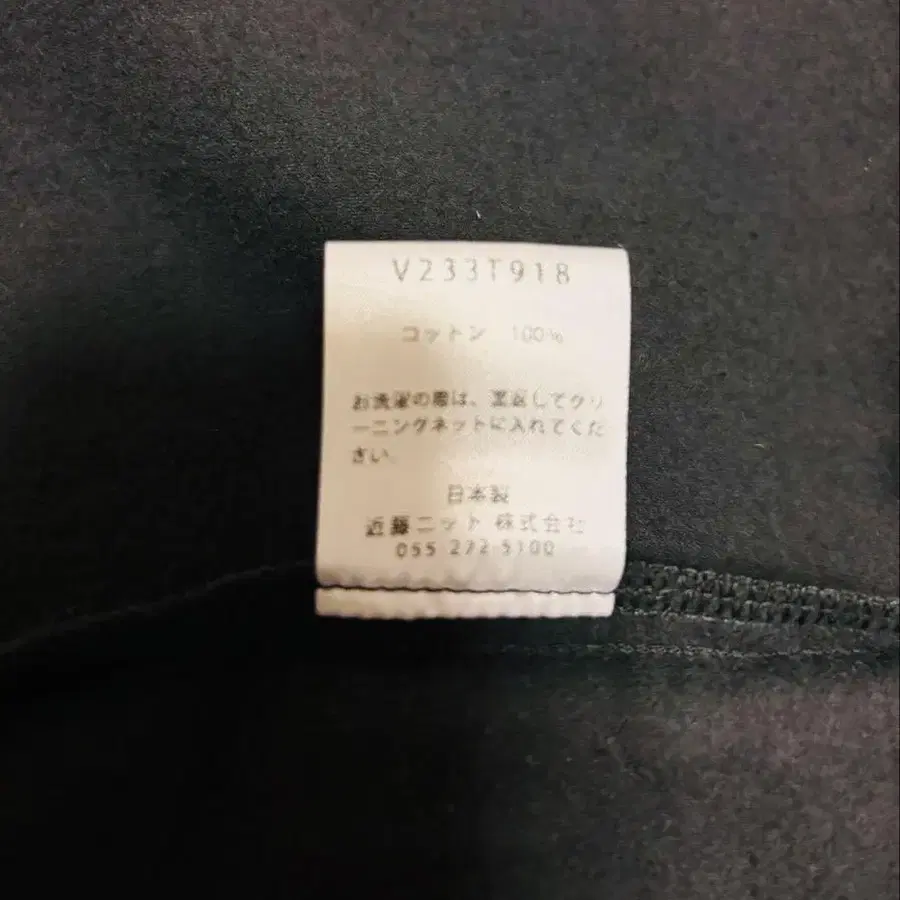 V233T918
コットン 100%
お洗濯の際は、裏返してクリ
ーニングネットに入れてくだ
さい。
日本製
近藤ニット 株式会社
055 272 5100